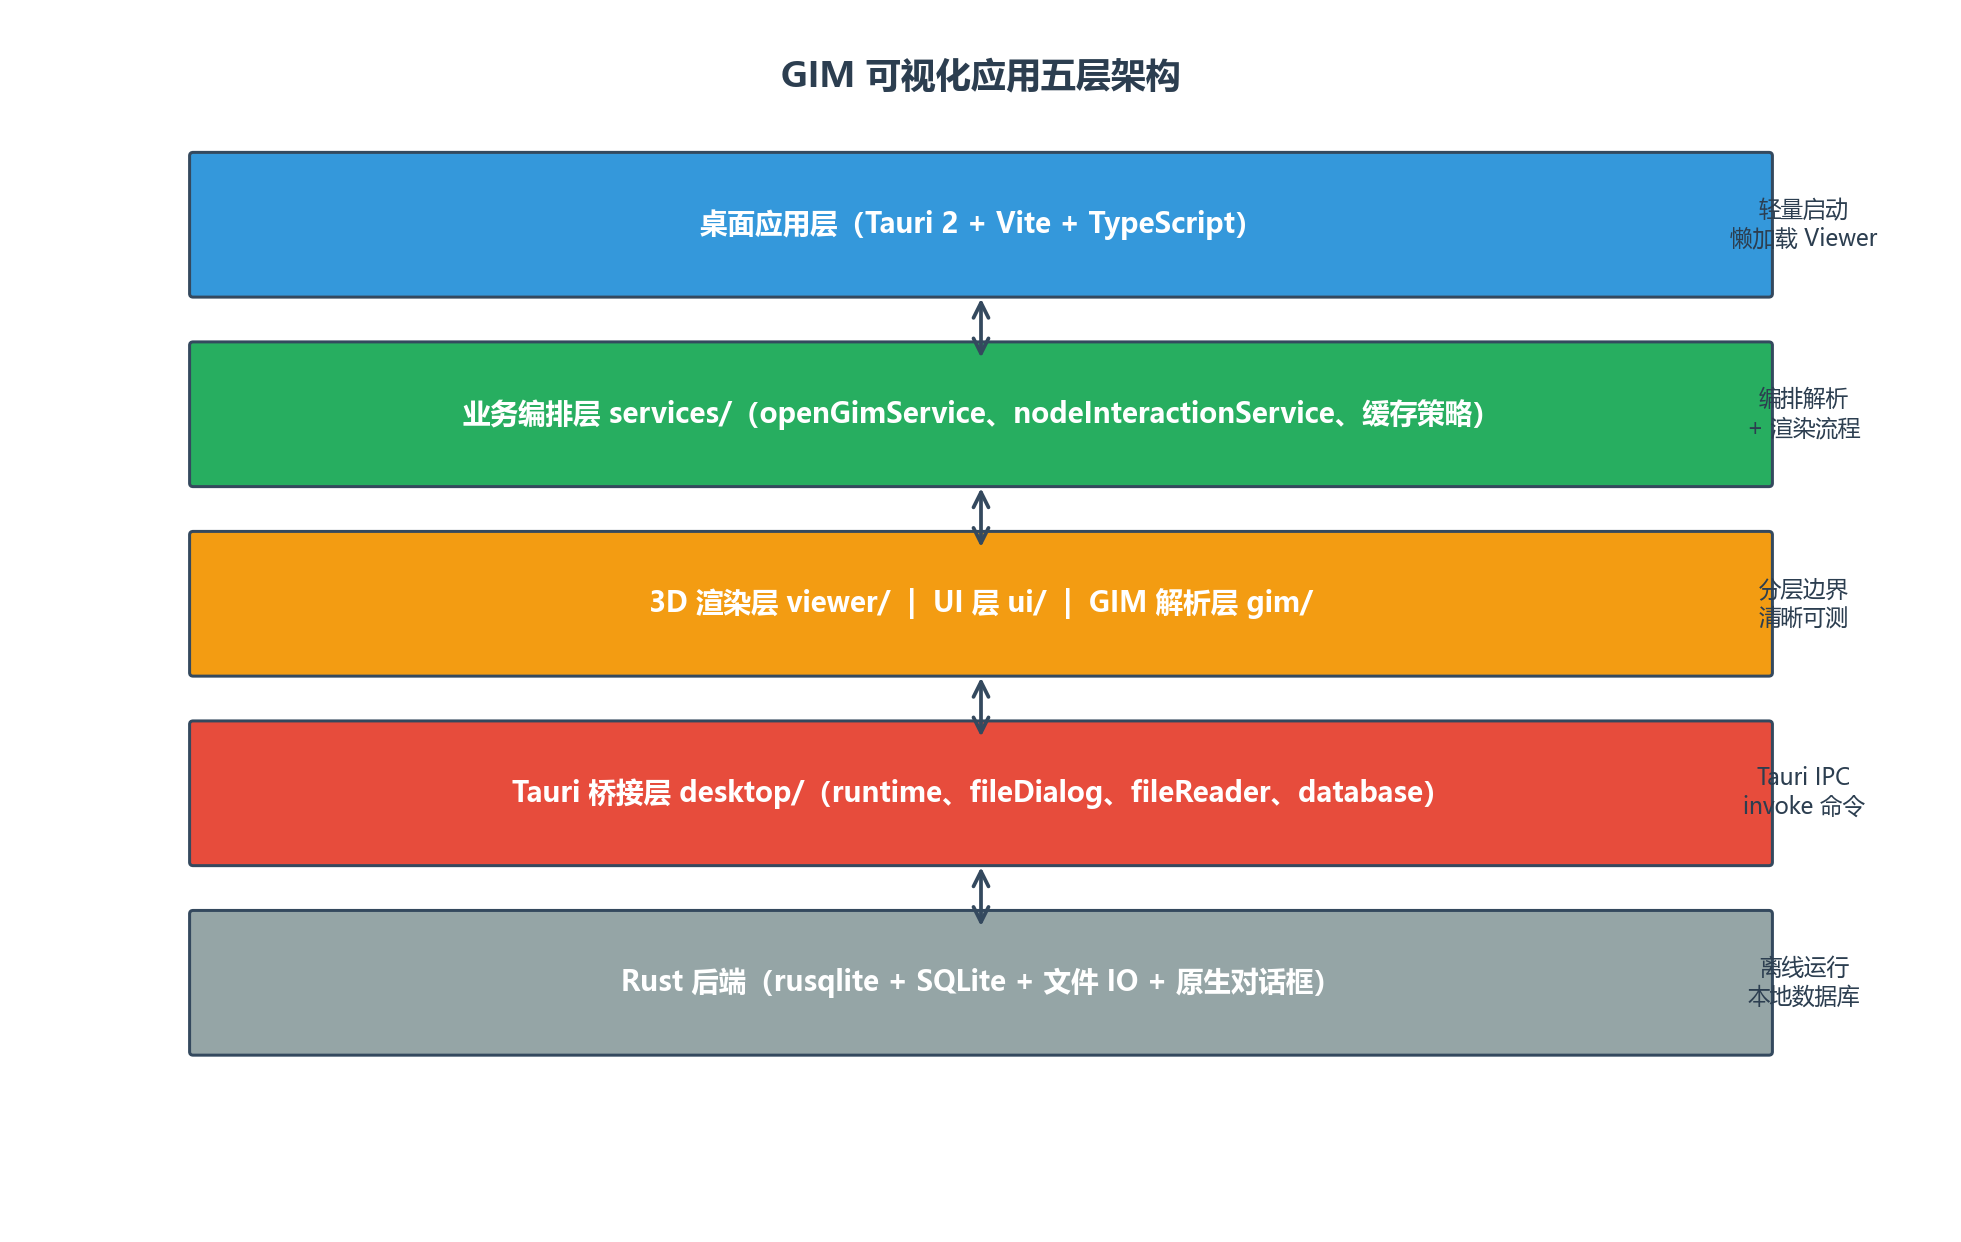 GIM 可视化应用五层架构
桌面应用层（Tauri 2 + Vite + TypeScript）
轻量启动
懒加载 Viewer
业务编排层 services/（openGimService、nodeInteractionService、缓存策略）
编排解析
+ 渲染流程
3D 渲染层 viewer/ | UI 层 ui/ | GIM 解析层 gim/
分层边界
清晰可测
Tauri 桥接层 desktop/（runtime、fileDialog、fileReader、database）
Tauri IPC
invoke 命令
Rust 后端（rusqlite + SQLite + 文件 IO + 原生对话框）
离线运行
本地数据库